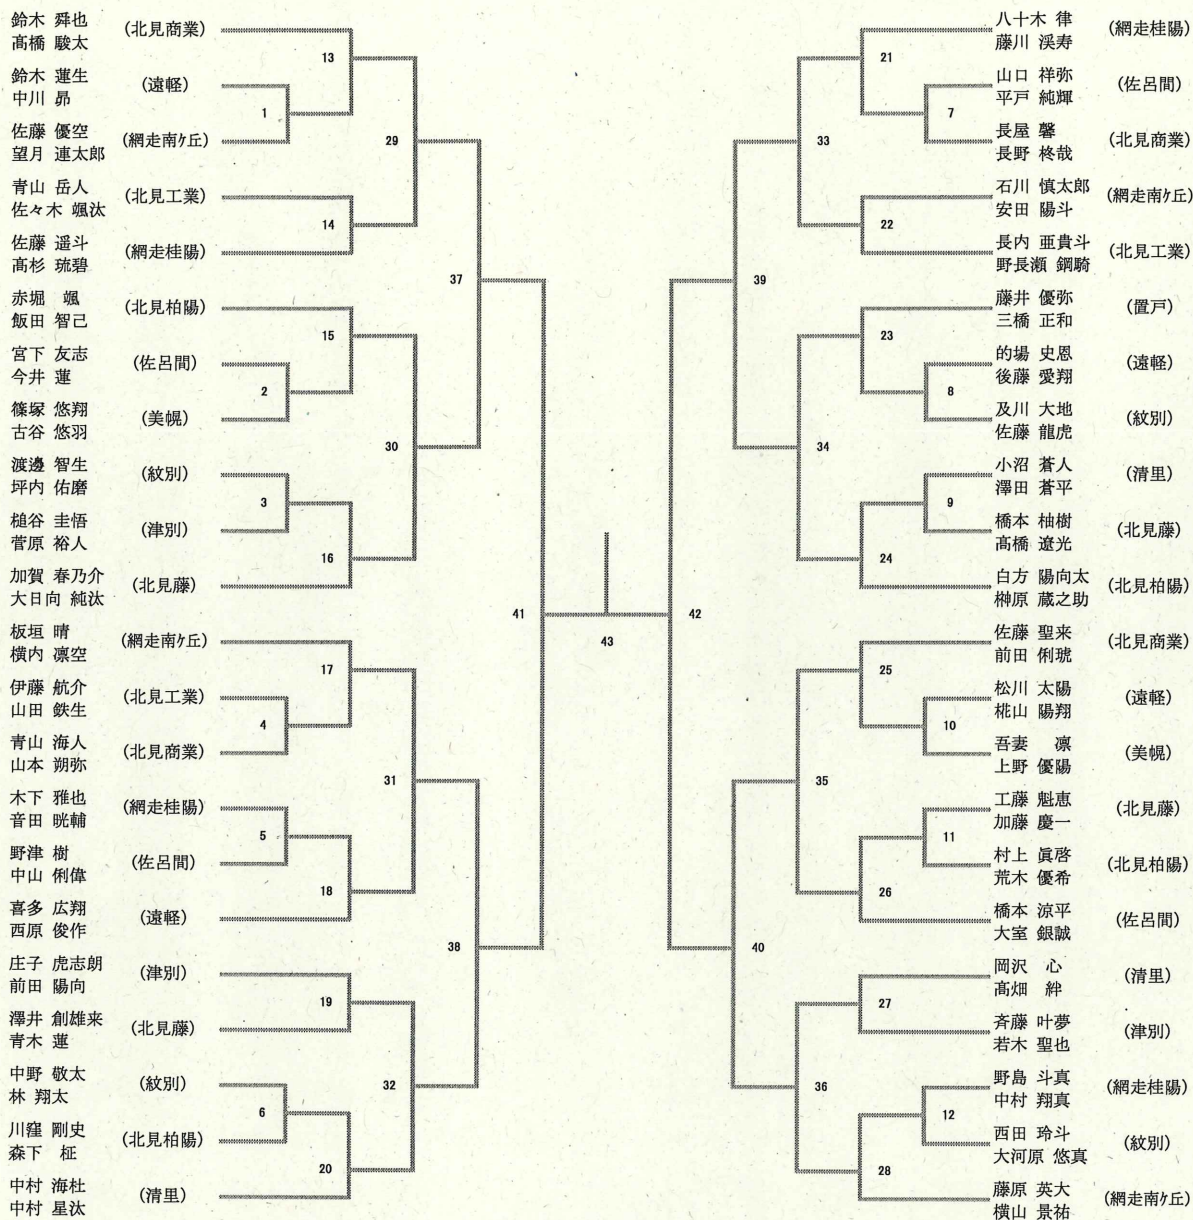 鈴木 舜也
髙橋 駿太
(北見商業)
鈴木 蓮生
中川 昴
(遠軽)
佐藤 優空
望月 連太郎
(網走南ケ丘)
青山 岳人
佐々木 颯汰
(北見工業)
佐藤 遥斗
髙杉 琉碧
(網走桂陽)
赤堀 颯
飯田 智己
(北見柏陽)
宮下 友志
今井 蓮
(佐呂間)
篠塚 悠翔
古谷 悠羽
(美幌)
渡邊 智生
坪内 佑磨
(紋別)
槌谷 圭悟
菅原 裕人
(津別)
加賀 春乃介
大日向 純汰
(北見藤)
板垣 晴
横内 凛空
(網走南ケ丘)
伊藤 航介
山田 鉄生
(北見工業)
青山 海人
山本 朔弥
(北見商業)
木下 雅也
音田 晄輔
(網走桂陽)
野津 樹
中山 俐偉
(佐呂間)
喜多 広翔
西原 俊作
(遠軽)
庄子 虎志朗
前田 陽向
(津別)
澤井 創雄来
青木 蓮
(北見藤)
中野 敬太
林 翔太
(紋別)
川窪 剛史
森下 柾
(北見柏陽)
中村 海杜
中村 星汰
(清里)
13
1
29
14
37
15
2
30
3
16
41
17
4
31
5
18
38
19
32
6
20
43
42
21
7
33
22
39
23
8
34
9
24
25
10
35
11
26
40
27
36
12
28
八十木 律
藤川 渓寿
(網走桂陽)
山口 祥弥
平戸 純輝
(佐呂間)
長屋 馨
長野 柊哉
(北見商業)
石川 慎太郎
安田 陽斗
(網走南ケ丘)
長内 亜貴斗
野長瀬 鋼騎
(北見工業)
藤井 優弥
三橋 正和
(置戸)
的場 史恩
後藤 愛翔
(遠軽)
及川 大地
佐藤 龍虎
(紋別)
小沼 蒼人
澤田 蒼平
(清里)
橋本 柚樹
髙橋 遼光
(北見藤)
白方 陽向太
榊原 蔵之助
(北見柏陽)
佐藤 聖来
前田 俐琥
(北見商業)
松川 太陽
椛山 陽翔
(遠軽)
吾妻 凛
上野 優陽
(美幌)
工藤 魁恵
加藤 慶一
(北見藤)
村上 眞啓
荒木 優希
(北見柏陽)
橋本 涼平
大室 銀誠
(佐呂間)
岡沢 心
髙畑 絆
(清里)
斉藤 叶夢
若木 聖也
(津別)
野島 斗真
中村 翔真
(網走桂陽)
西田 玲斗
大河原 悠真
(紋別)
藤原 英大
横山 景祐
(網走南ケ丘)